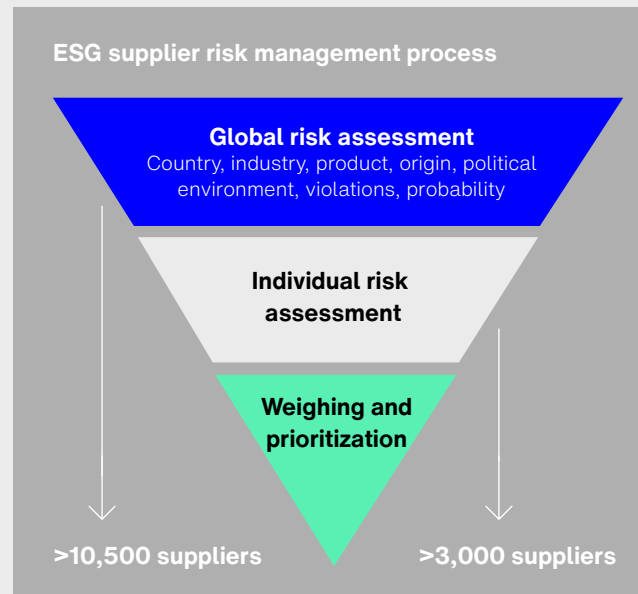 ESG supplier risk management process
Global risk assessment
Country, industry, product, origin, political
environment, violations, probability
Individual risk
assessment
Weighing and
prioritization
>10,500 suppliers
>3,000 suppliers